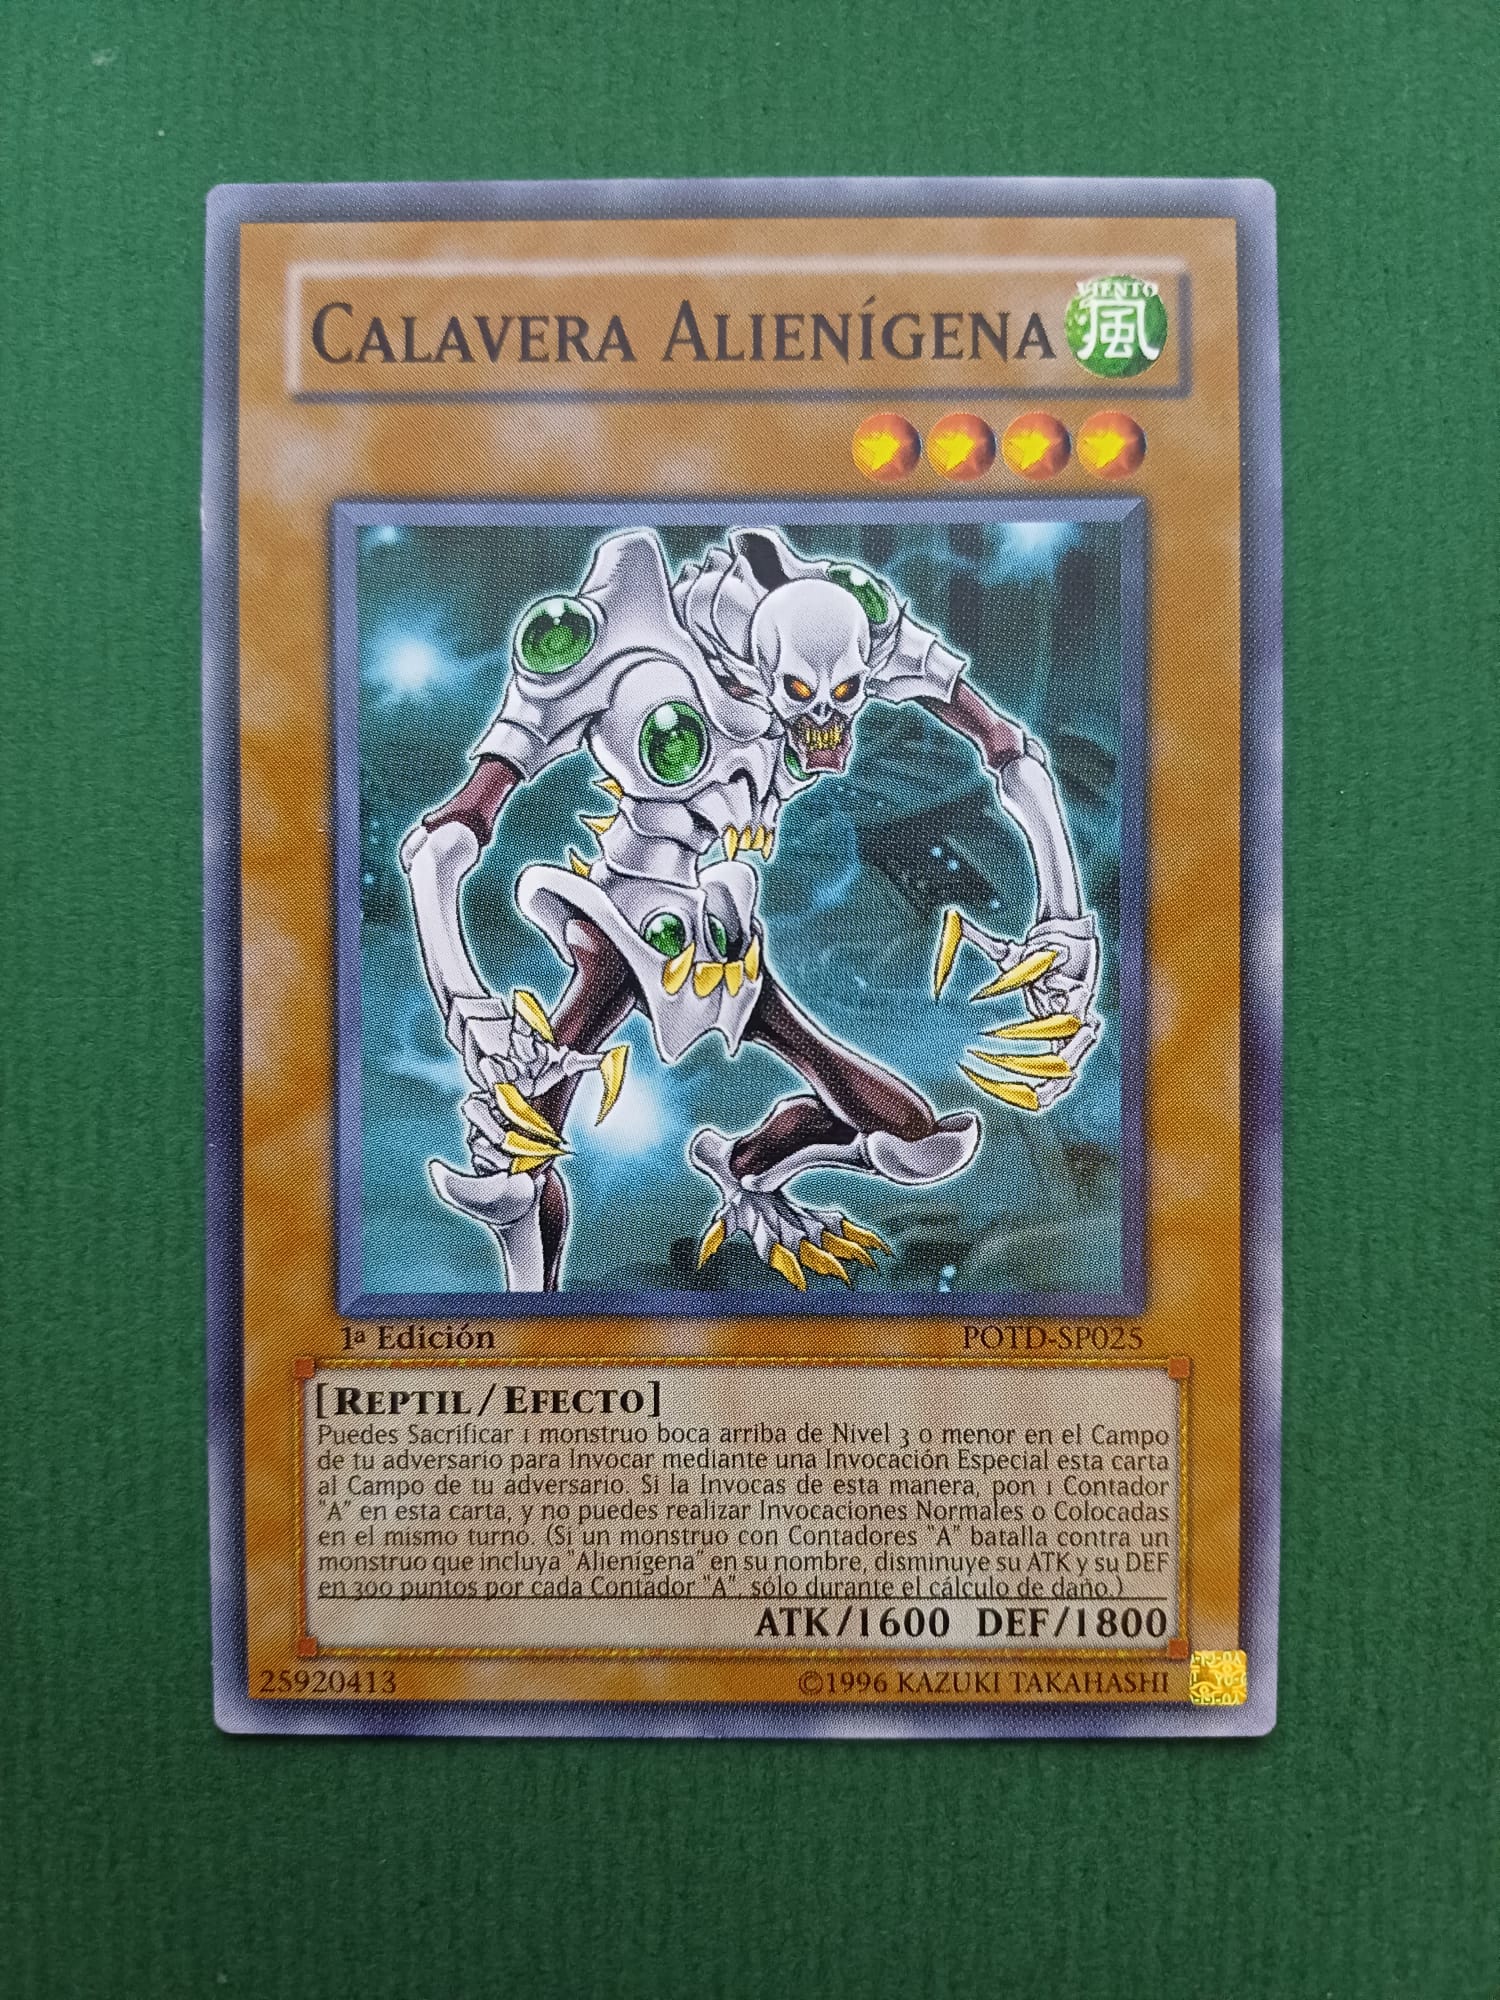 Calavera Alienígena
VIENTO
風
1ª Edición
POTD-SP025
[Reptil/Efecto]
Puedes Sacrificar 1 monstruo boca arriba de Nivel 3 o menor en el Campo
de tu adversario para Invocar mediante una Invocación Especial esta carta
al Campo de tu adversario. Si la Invocas de esta manera, pon 1 Contador
"A" en esta carta, y no puedes realizar Invocaciones Normales o Colocadas
en el mismo turno. (Si un monstruo con Contadores "A" batalla contra un
monstruo que incluya "Alienígena" en su nombre, disminuye su ATK y su DEF
en 300 puntos por cada Contador "A", sólo durante el cálculo de daño.)
ATK/1600 DEF/1800
25920413
©1996 KAZUKI TAKAHASHI